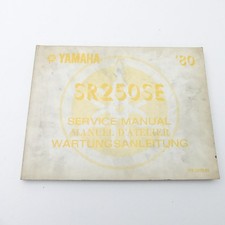 YAMAHA '80
SR250SE
SERVICE MANUAL
MANUEL D'ATELIER
WARTUNGSANLEITUNG